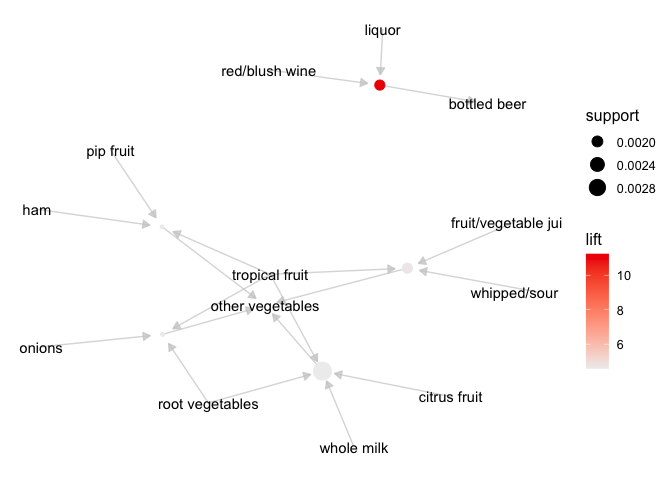 liquor
red/blush wine
bottled beer
support
0.0020
0.0024
0.0028
pip fruit
ham
fruit/vegetable jui
lift
10
8
6
tropical fruit
whipped/sour
other vegetables
onions
root vegetables
citrus fruit
whole milk